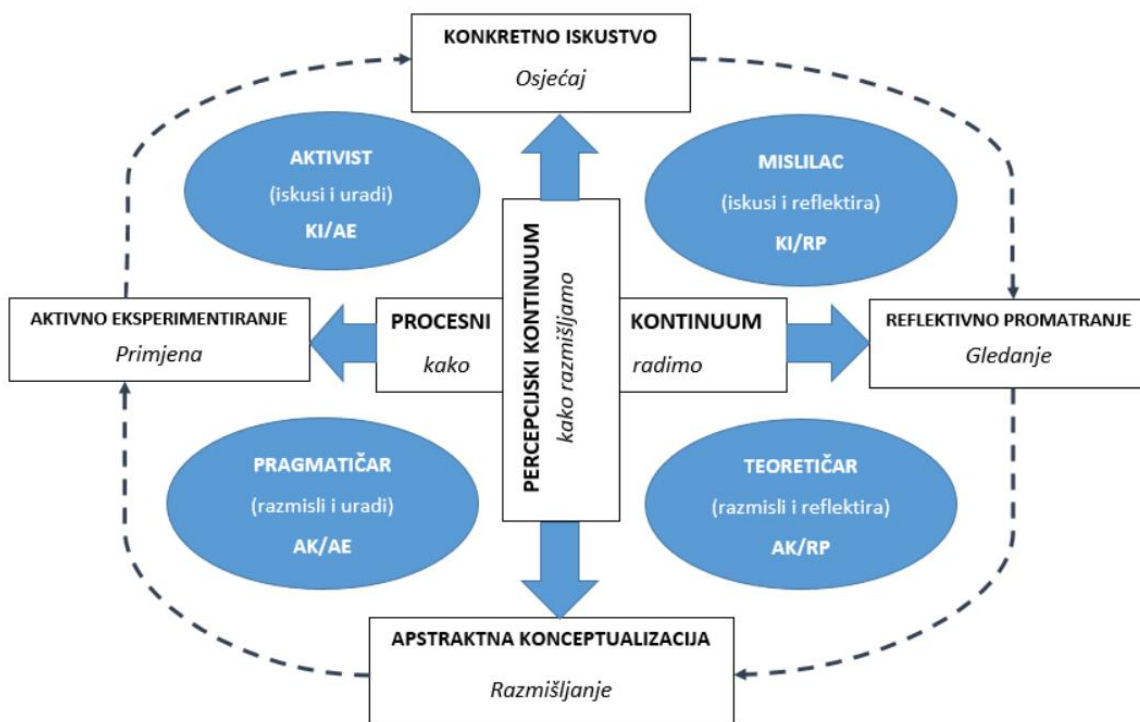 KONKRETNO ISKUSTVO
Osjećaj
AKTIVIST
(iskusi i uradi)
KI/AE
MISLILAC
(iskusi i reflektira)
KI/RP
AKTIVNO EKSPERIMENTIRANJE
Primjena
PROCESNI
kako
PERCEPCIJSKI KONTINUUM
kako razmišljamo
KONTINUUM
radimo
REFLEKTIVNO PROMATRANJE
Gledanje
PRAGMATIČAR
(razmisli i uradi)
AK/AE
TEORETIČAR
(razmisli i reflektira)
AK/RP
APSTRAKTNA KONCEPTUALIZACIJA
Razmišljanje